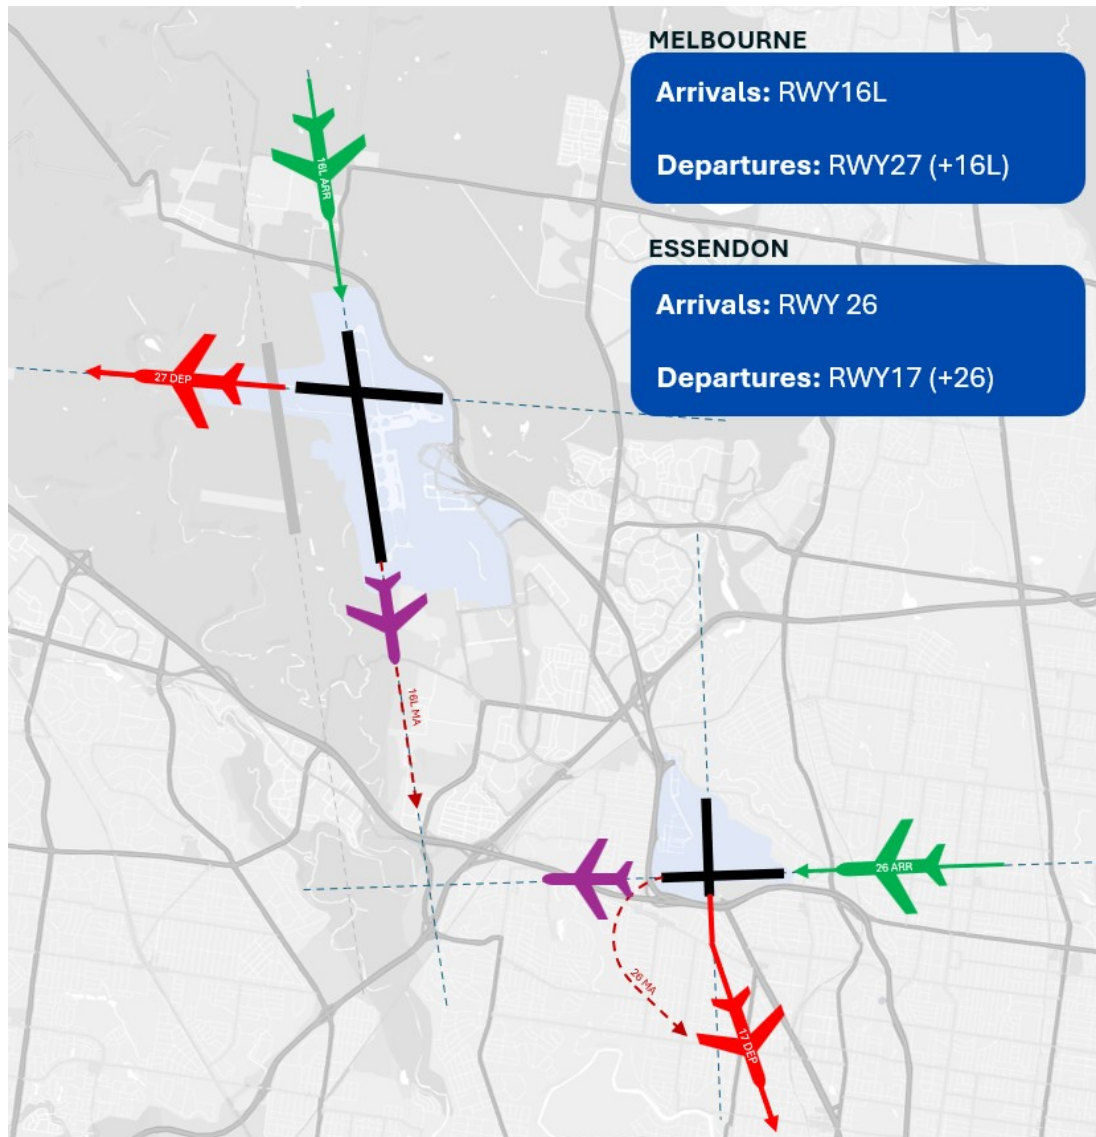 MELBOURNE
Arrivals: RWY16L
Departures: RWY27 (+16L)
ESSENDON
Arrivals: RWY 26
Departures: RWY17 (+26)
16L ARR
27 DEP
16L MA
26 ARR
26 MA
17 DEP